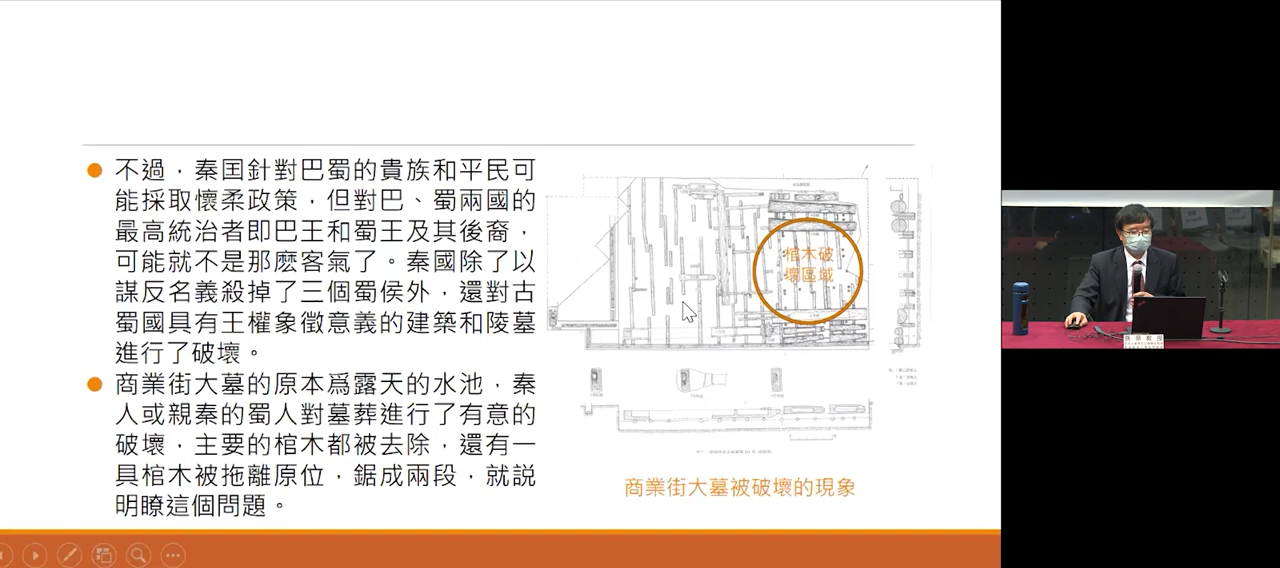 不過，秦国針對巴蜀的貴族和平民可
能採取懷柔政策，但對巴、蜀兩國的
最高統治者即巴王和蜀王及其後裔，
可能就不是那麽客氣了。秦國除了以
謀反名義殺掉了三個蜀侯外，還對古
蜀國具有王權象徵意義的建築和陵墓
進行了破壞。
商業街大墓的原本爲露天的水池，秦
人或親秦的蜀人對墓葬進行了有意的
破壞，主要的棺木都被去除，還有一
具棺木被拖離原位，鋸成兩段，就説
明瞭這個問題。
棺木破
壞區域
商業街大墓被破壞的現象